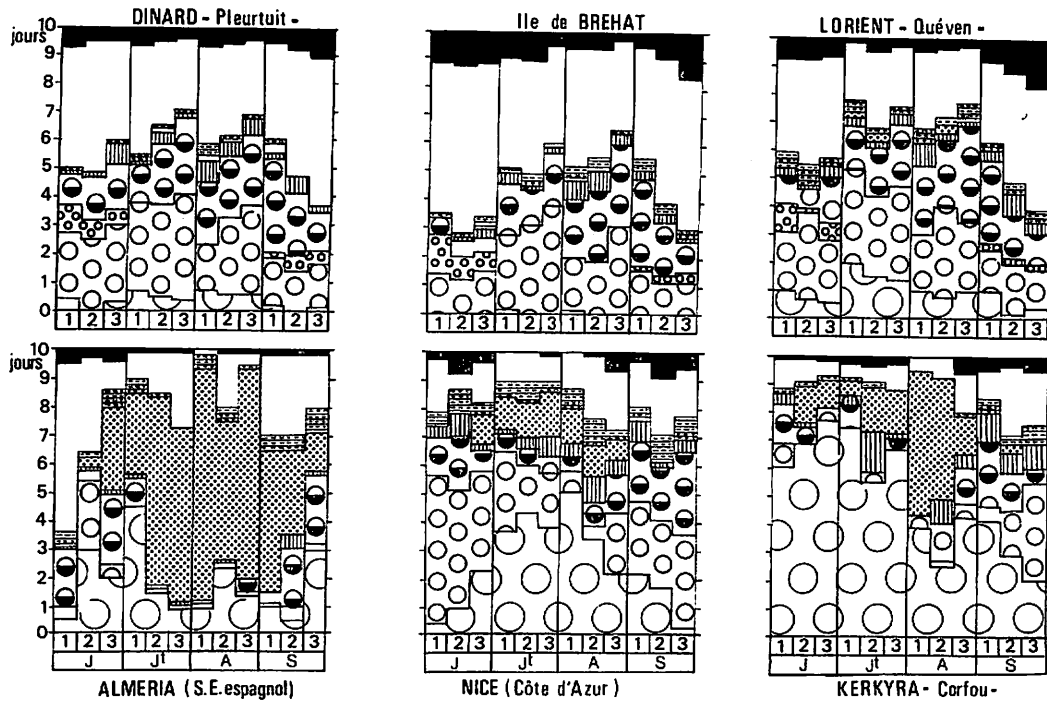 DINARD - Pleurtuit -
Ile de BREHAT
LORIENT - Quéven -
jours
10
9
8
7
6
5
4
3
2
1
0
1 2 3 1 2 3 1 2 3 1 2 3
1 2 3 1 2 3 1 2 3 1 2 3
1 2 3 1 2 3 1 2 3 1 2 3
jours
10
9
8
7
6
5
4
3
2
1
0
1 2 3 1 2 3 1 2 3 1 2 3
1 2 3 1 2 3 1 2 3 1 2 3
1 2 3 1 2 3 1 2 3 1 2 3
J Jt A S
J Jt A S
J Jt A S
ALMERIA (S.E. espagnol)
NICE (Côte d'Azur)
KERKYRA - Corfou -